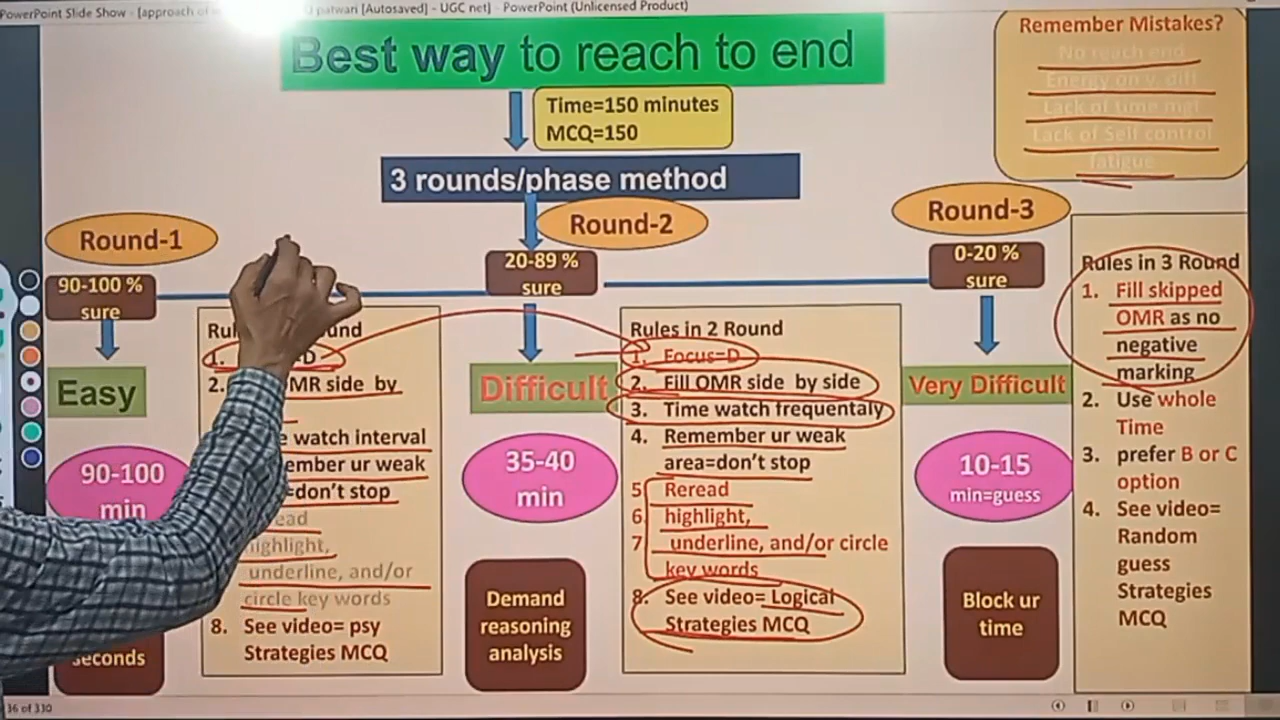 PowerPoint Slide Show - [approach of
patwari [Autosaved] - UGC net] - PowerPoint (Unlicensed Product)
Best way to reach to end
Time=150 minutes
MCQ=150
3 rounds/phase method
Remember Mistakes?
No reach end
Energy on v. diff
Lack of time mgt
Lack of Self control
fatigue
Round-1
90-100 %
sure
Easy
90-100
min
seconds
1.
2. MR side by
watch interval
weak
=don't stop
highlight,
underline, and/or
circle key words
8. See video= psy
Strategies MCQ
Round-2
20-89 %
sure
Difficult
35-40
min
Demand
reasoning
analysis
Rules in 2 Round
1. Focus=D
2. Fill OMR side by side
3. Time watch frequentaly
4. Remember ur weak
area=don't stop
5 Reread
6. highlight,
7 underline, and/or circle
key words
8. See video= Logical
Strategies MCQ
Round-3
0-20 %
sure
Very Difficult
10-15
min=guess
Block ur
time
Rules in 3 Round
1. Fill skipped
OMR as no
negative
marking
2. Use whole
Time
3. prefer B or C
option
4. See video=
Random
guess
Strategies
MCQ
36 of 330